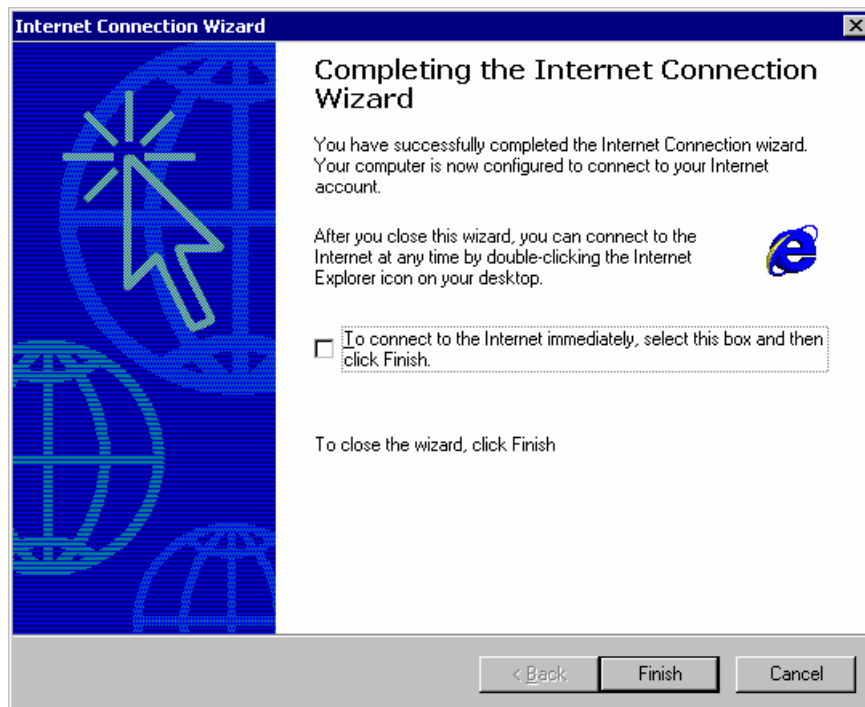 Internet Connection Wizard
Completing the Internet Connection
Wizard
You have successfully completed the Internet Connection wizard.
Your computer is now configured to connect to your Internet
account.
After you close this wizard, you can connect to the
Internet at any time by double-clicking the Internet
Explorer icon on your desktop.
To connect to the Internet immediately, select this box and then
click Finish.
To close the wizard, click Finish
< Back
Finish
Cancel